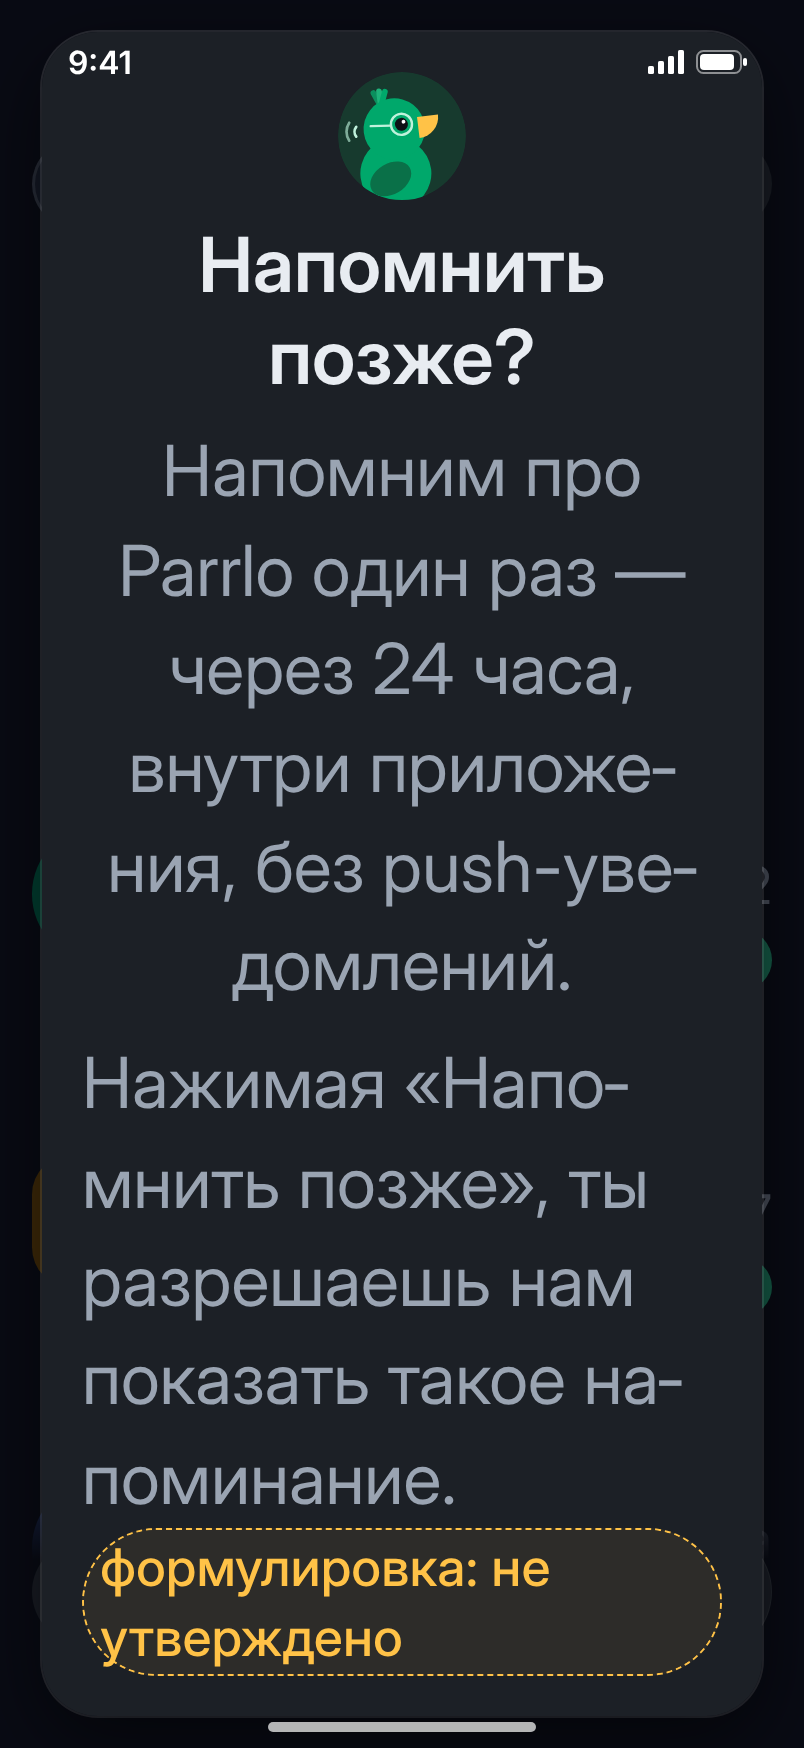 9:41
Напомнить
позже?
Напомним про
Parrlo один раз —
через 24 часа,
внутри приложе-
ния, без push-уве-
домлений.
Нажимая «Напо-
мнить позже», ты
разрешаешь нам
показать такое на-
поминание.
формулировка: не
утверждено